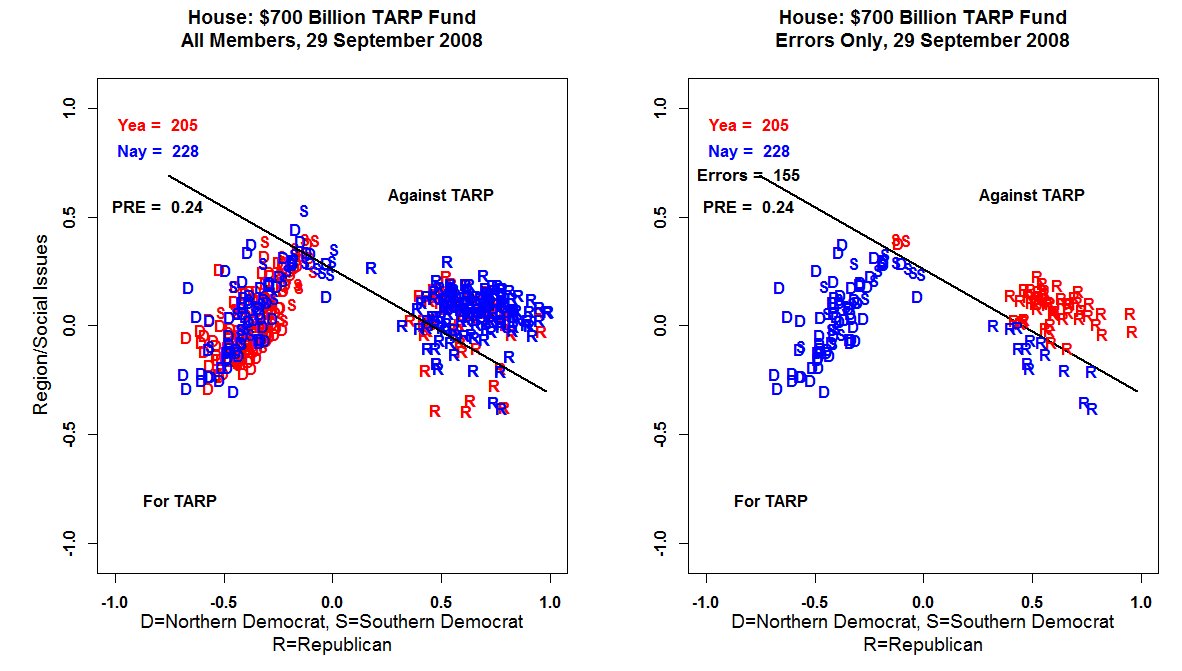 House: $700 Billion TARP Fund
All Members, 29 September 2008
Yea = 205
Nay = 228
PRE = 0.24
Against TARP
For TARP
Region/Social Issues
1.0
0.5
0.0
-0.5
-1.0
-1.0 -0.5 0.0 0.5 1.0
D=Northern Democrat, S=Southern Democrat
R=Republican
House: $700 Billion TARP Fund
Errors Only, 29 September 2008
Yea = 205
Nay = 228
Errors = 155
PRE = 0.24
Against TARP
For TARP
1.0
0.5
0.0
-0.5
-1.0
-1.0 -0.5 0.0 0.5 1.0
D=Northern Democrat, S=Southern Democrat
R=Republican